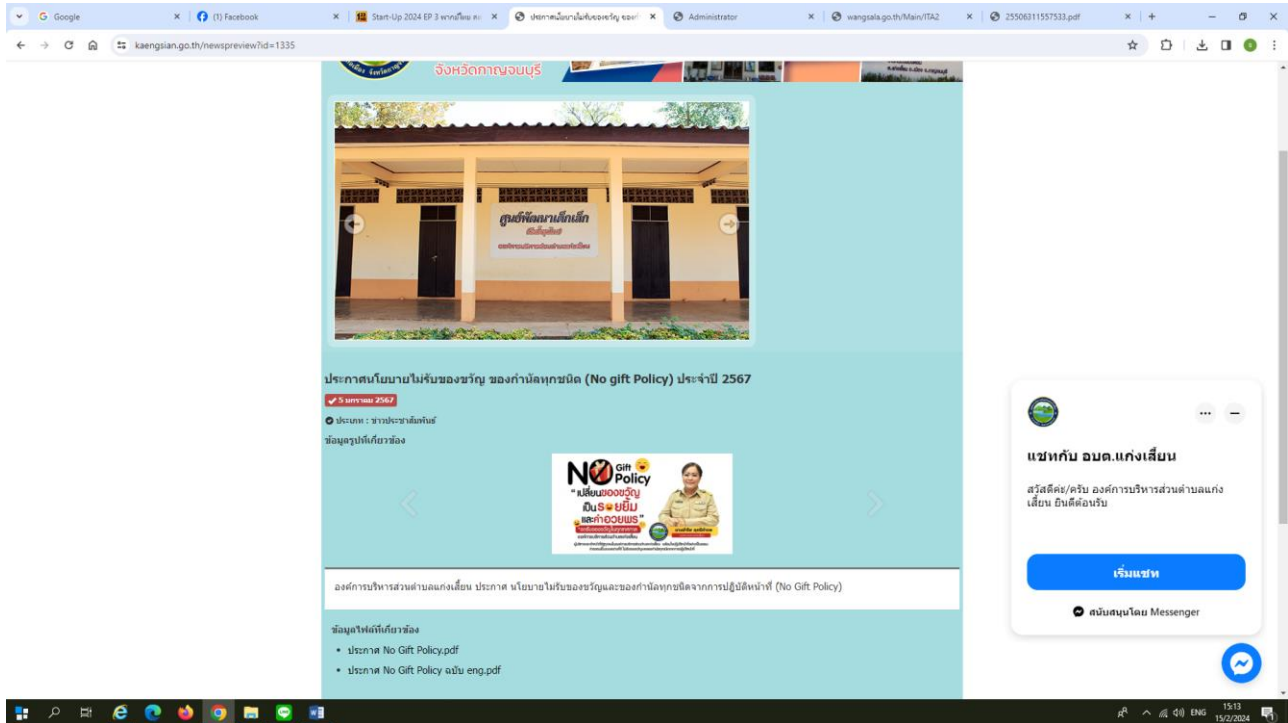 Google
(1) Facebook
Start-Up 2024 EP 3
Administrator
wangsala.go.th/Main/ITA2
25506311557533.pdf
kaengsian.go.th/newspreview?id=1335
จังหวัดกาญจนบุรี
ศูนย์พัฒนาเด็กเล็ก
ประกาศนโยบายไม่รับของขวัญ ของกำนัลทุกชนิด (No gift Policy) ประจำปี 2567
5 มกราคม 2567
ประเภท : ข่าวประชาสัมพันธ์
ข้อมูลรูปที่เกี่ยวข้อง
NO Gift Policy
"เปลี่ยนของขวัญ
เป็นรอยยิ้ม
และคำอวยพร"
องค์การบริหารส่วนตำบลแก่งเสี้ยน ประกาศ นโยบายไม่รับของขวัญและของกำนัลทุกชนิดจากการปฏิบัติหน้าที่ (No Gift Policy)
ข้อมูลไฟล์ที่เกี่ยวข้อง
ประกาศ No Gift Policy.pdf
ประกาศ No Gift Policy ฉบับ eng.pdf
แชทกับ อบต.แก่งเสี้ยน
สวัสดีค่ะ/ครับ องค์การบริหารส่วนตำบลแก่ง
เสี้ยน ยินดีต้อนรับ
เริ่มแชท
สนับสนุนโดย Messenger
ENG
15:13
15/2/2024